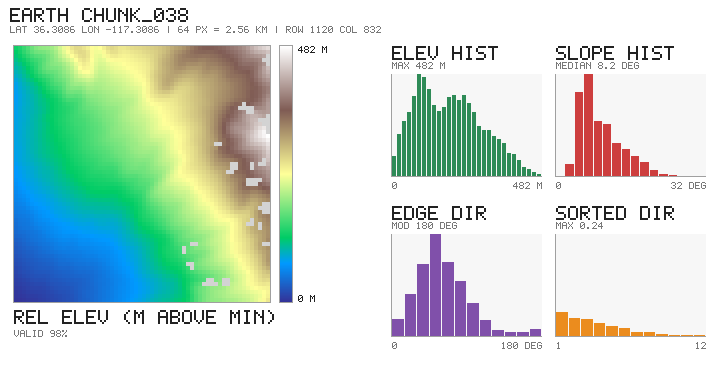 EARTH CHUNK_038
LAT 36.3086 LON -117.3086 | 64 PX = 2.56 KM | ROW 1120 COL 832
482 M
0 M
REL ELEV (M ABOVE MIN)
VALID 98%
ELEV HIST
MAX 482 M
0 482 M
SLOPE HIST
MEDIAN 8.2 DEG
0 32 DEG
EDGE DIR
MOD 180 DEG
0 180 DEG
SORTED DIR
MAX 0.24
1 12